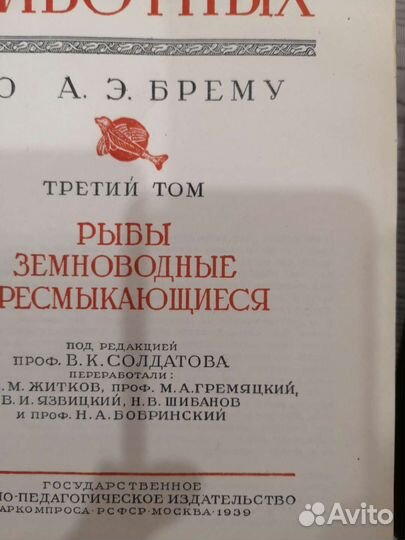 ЖИВОТНЫХ
О А. Э. БРЕМУ
ТРЕТИЙ ТОМ
РЫБЫ
ЗЕМНОВОДНЫЕ
РЕСМЫКАЮЩИЕСЯ
ПОД РЕДАКЦИЕЙ
ПРОФ. В. К. СОЛДАТОВА
ПЕРЕРАБОТАЛИ:
. М. ЖИТКОВ, ПРОФ. М. А. ГРЕМЯЦКИЙ,
В. И. ЯЗВИЦКИЙ, Н. В. ШИБАНОВ
И ПРОФ. Н. А. БОБРИНСКИЙ
ГОСУДАРСТВЕННОЕ
НО-ПЕДАГОГИЧЕСКОЕ ИЗДАТЕЛЬСТВО
АРКОМПРОСА · РСФСР · МОСКВА · 1939
Avito